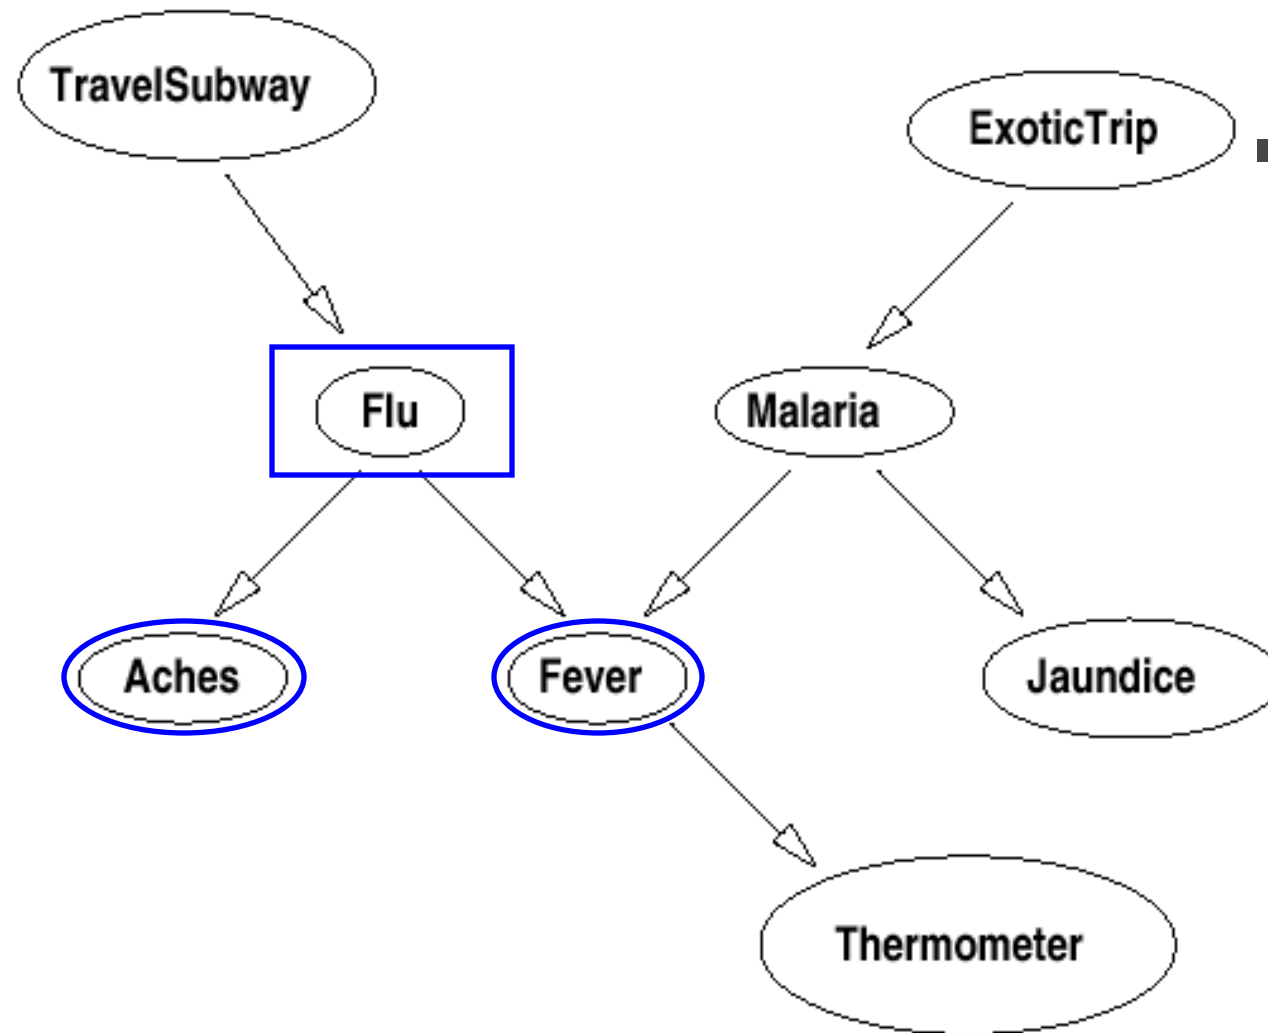 TravelSubway
ExoticTrip
Flu
Malaria
Aches
Fever
Jaundice
Thermometer